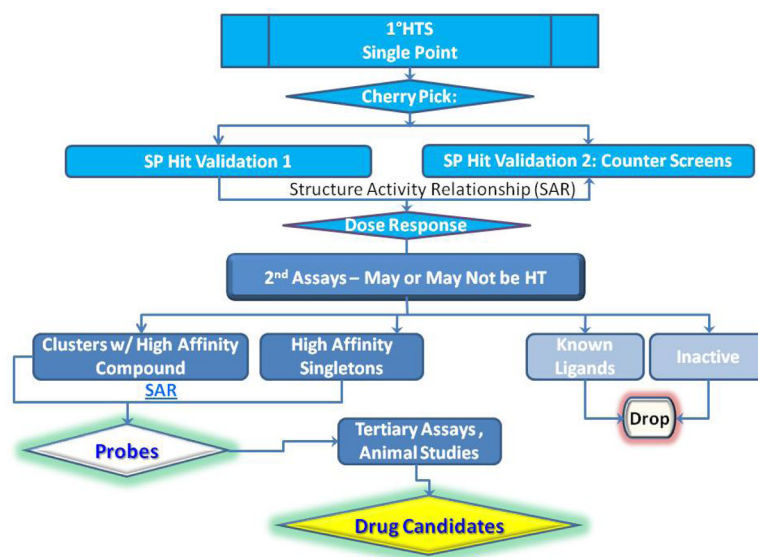 1°HTS
Single Point
Cherry Pick:
SP Hit Validation 1
SP Hit Validation 2: Counter Screens
Structure Activity Relationship (SAR)
Dose Response
2nd Assays – May or May Not be HT
Clusters w/ High Affinity
Compound
High Affinity
Singletons
Known
Ligands
Inactive
SAR
Drop
Probes
Tertiary Assays ,
Animal Studies
Drug Candidates